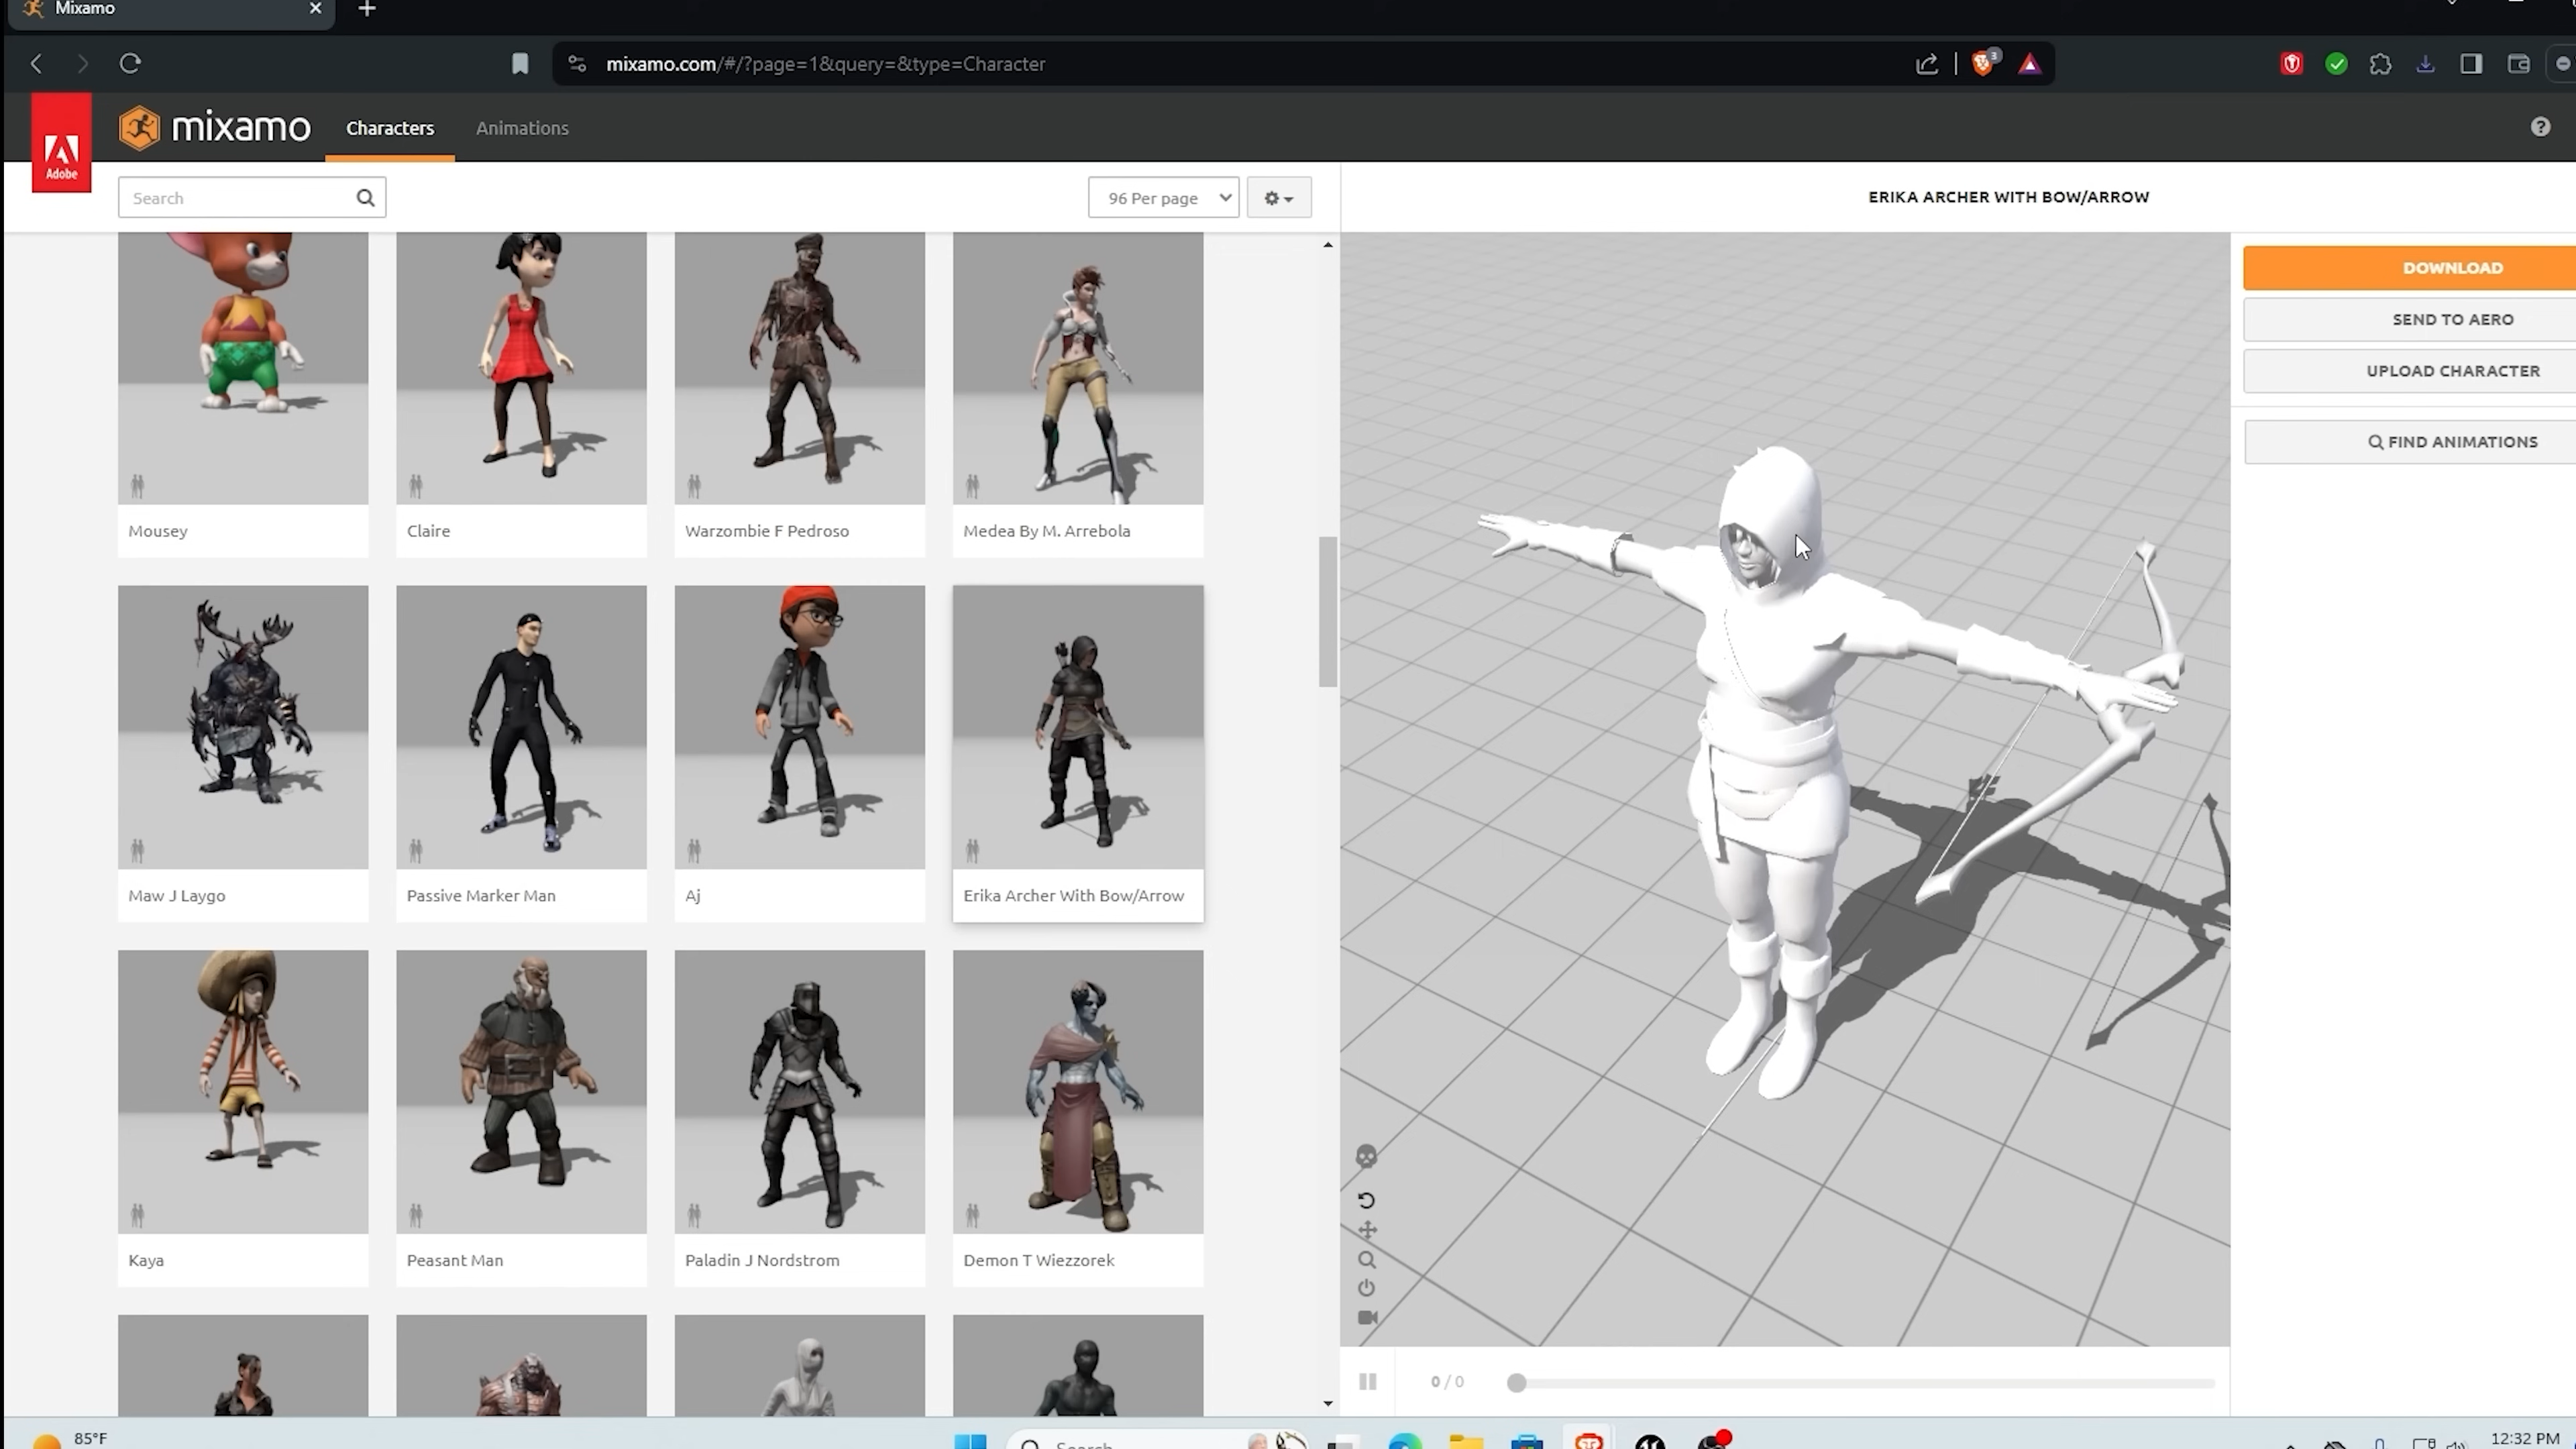 Mixamo
mixamo.com/#/?page=1&query=&type=Character
3
Adobe
mixamo
Characters
Animations
Search
96 Per page
ERIKA ARCHER WITH BOW/ARROW
DOWNLOAD
SEND TO AERO
UPLOAD CHARACTER
FIND ANIMATIONS
Mousey
Claire
Warzombie F Pedroso
Medea By M. Arrebola
Maw J Laygo
Passive Marker Man
Aj
Erika Archer With Bow/Arrow
Kaya
Peasant Man
Paladin J Nordstrom
Demon T Wiezzorek
0 / 0
85°F
Search
12:32 PM